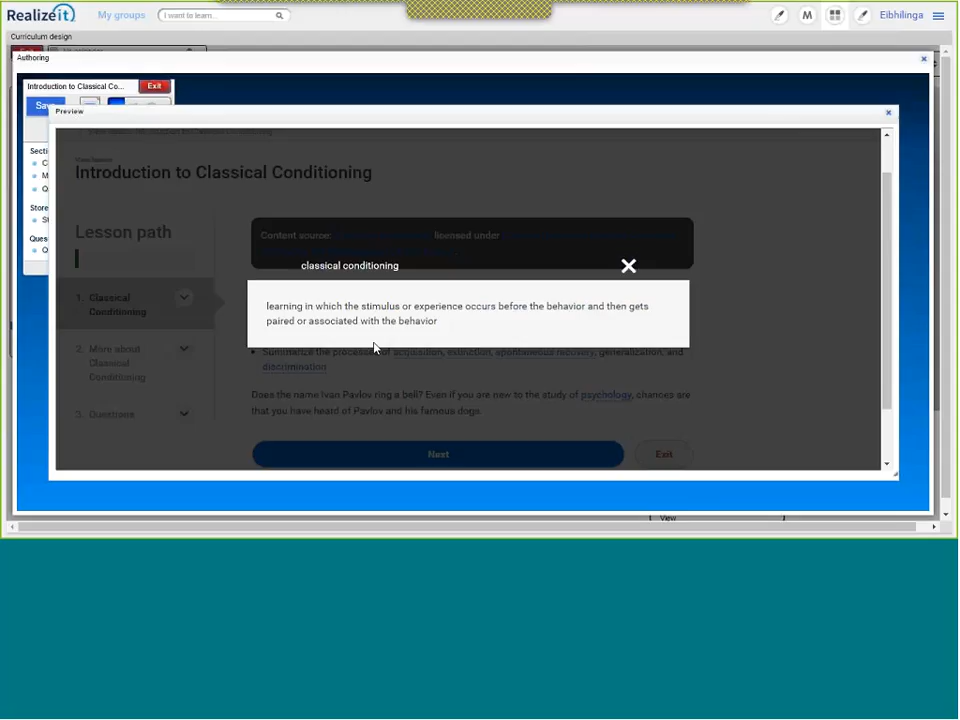 Realizeit
My groups
I want to learn...
M
Eibhilinga
Curriculum design
Authoring
Introduction to Classical Co...
Exit
Preview
Introduction to Classical Conditioning
Lesson path
Content source:
licensed under
classical conditioning
learning in which the stimulus or experience occurs before the behavior and then gets
paired or associated with the behavior
1. Classical
Conditioning
Summarize the processes of acquisition, extinction, spontaneous recovery, generalization, and
discrimination
2. More about
Classical
Conditioning
Does the name Ivan Pavlov ring a bell? Even if you are new to the study of psychology, chances are
that you have heard of Pavlov and his famous dogs.
3. Questions
Next
Exit
View